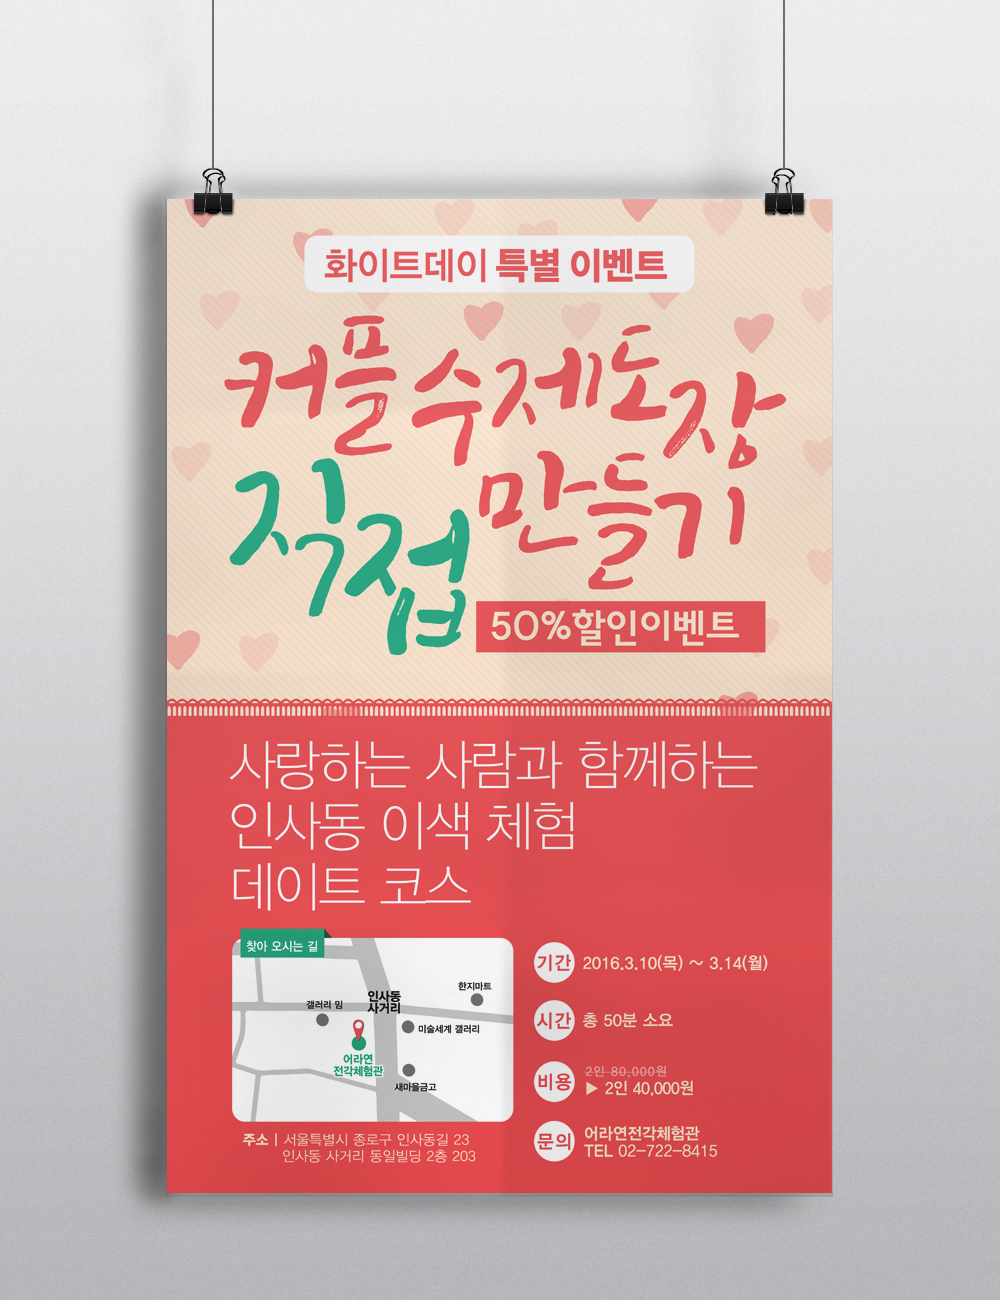 화이트데이 특별 이벤트
커플수제도장
직접 만들기
50%할인이벤트
사랑하는 사람과 함께하는
인사동 이색 체험
데이트 코스
찾아 오시는 길
갤러리 밈
인사동
사거리
한지마트
미술세계 갤러리
어라연
전각체험관
새마을금고
주소 | 서울특별시 종로구 인사동길 23
인사동 사거리 동일빌딩 2층 203
기간 2016.3.10(목) ~ 3.14(월)
시간 총 50분 소요
비용 2인 80,000원
▶ 2인 40,000원
문의 어라연전각체험관
TEL 02-722-8415